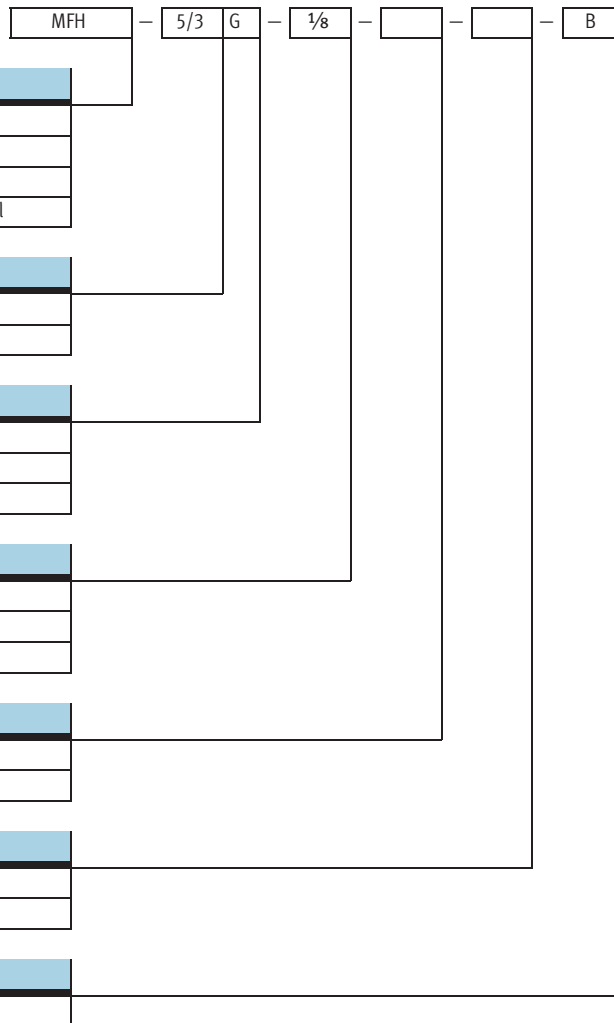 MFH – 5/3 G – ⅛ – – – B
l